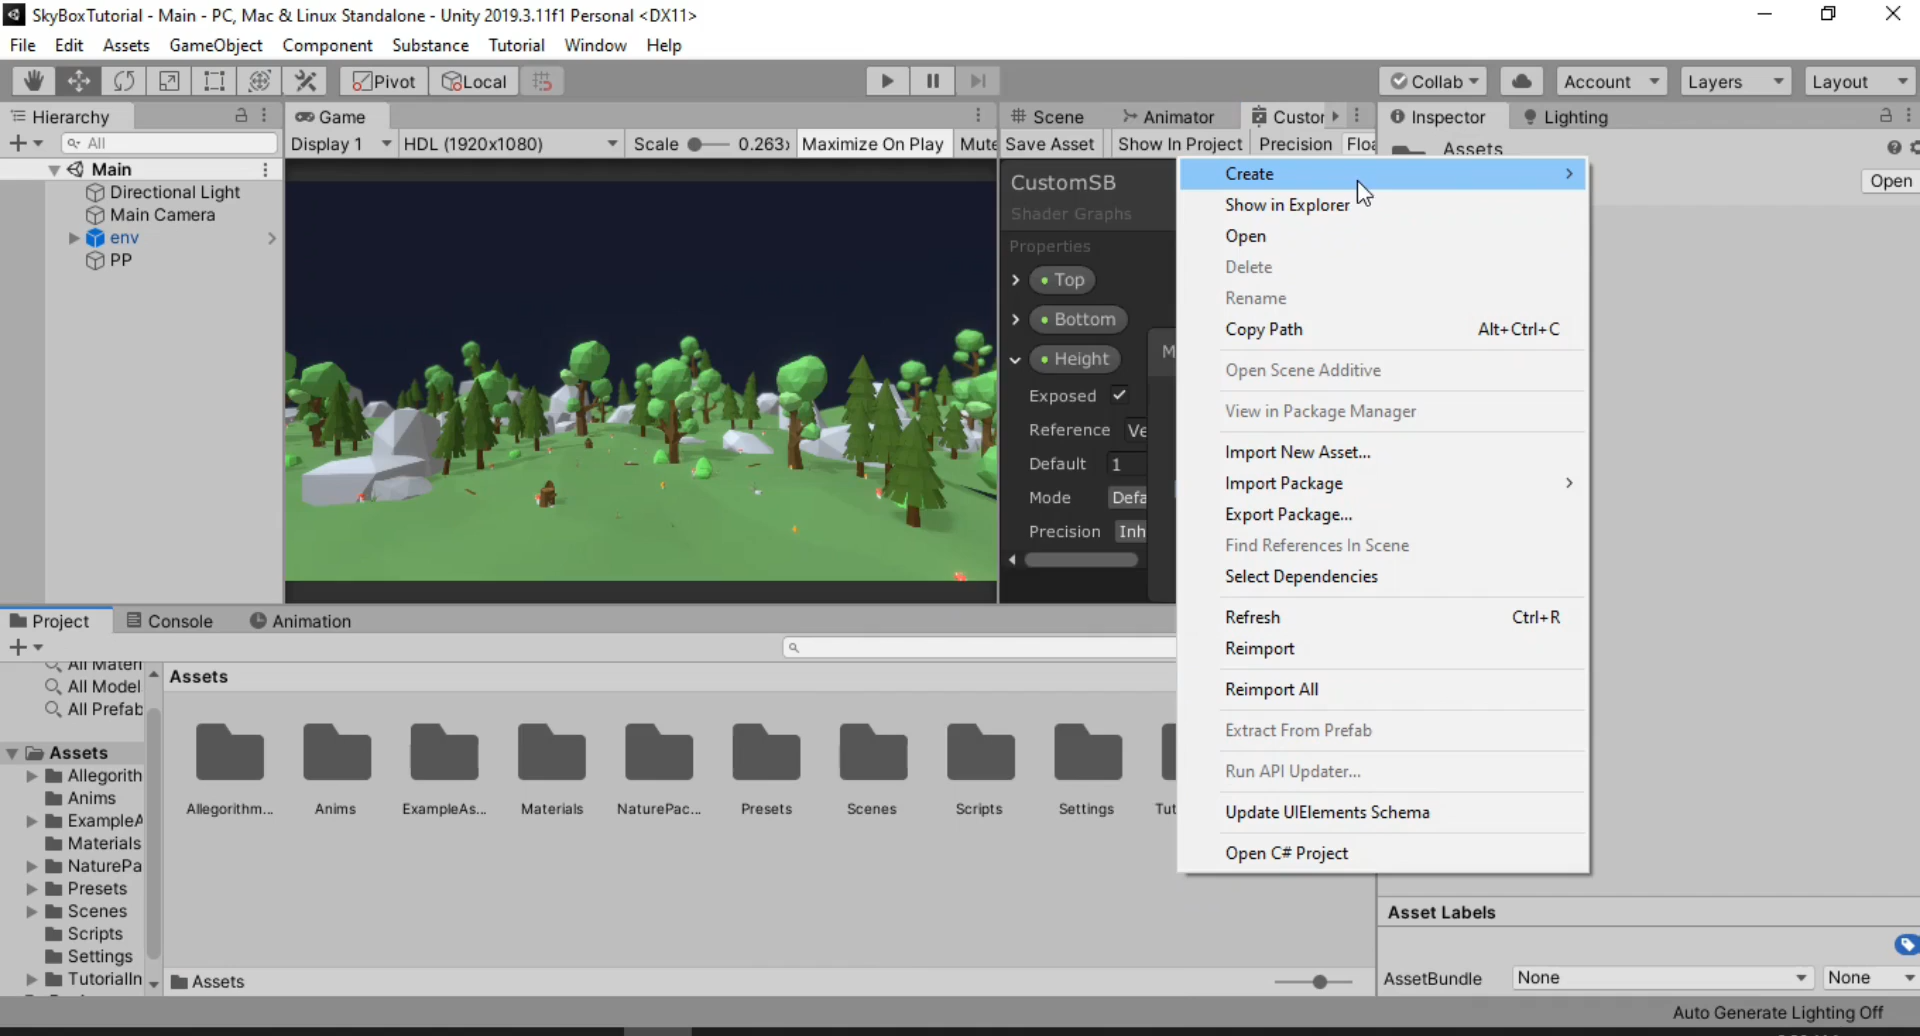 SkyBoxTutorial - Main - PC, Mac & Linux Standalone - Unity 2019.3.11f1 Personal <DX11>
File Edit Assets GameObject Component Substance Tutorial Window Help
Pivot Local Collab Account Layers Layout
Hierarchy Game Scene Animator Custor Inspector Lighting
All Display 1 HDL (1920x1080) Scale 0.263› Maximize On Play Mute Save Asset Show In Project Precision Floa Assets
Main
Directional Light
Main Camera
env
PP
CustomSB
Shader Graphs
Properties
Top
Bottom
Height
Exposed
Reference Ve
Default 1
Mode Defa
Precision Inh
M
Create
Show in Explorer
Open
Delete
Rename
Copy Path Alt+Ctrl+C
Open Scene Additive
View in Package Manager
Import New Asset...
Import Package
Export Package...
Find References In Scene
Select Dependencies
Refresh Ctrl+R
Reimport
Reimport All
Extract From Prefab
Run API Updater...
Update UIElements Schema
Open C# Project
Open
Project Console Animation
All Materi
All Model
All Prefab
Assets
Allegorith
Anims
ExampleA
Materials
NaturePa
Presets
Scenes
Scripts
Settings
TutorialIn
Assets
Allegorithm... Anims ExampleAs... Materials NaturePac... Presets Scenes Scripts Settings Tut
Assets
Asset Labels
AssetBundle None None
Auto Generate Lighting Off